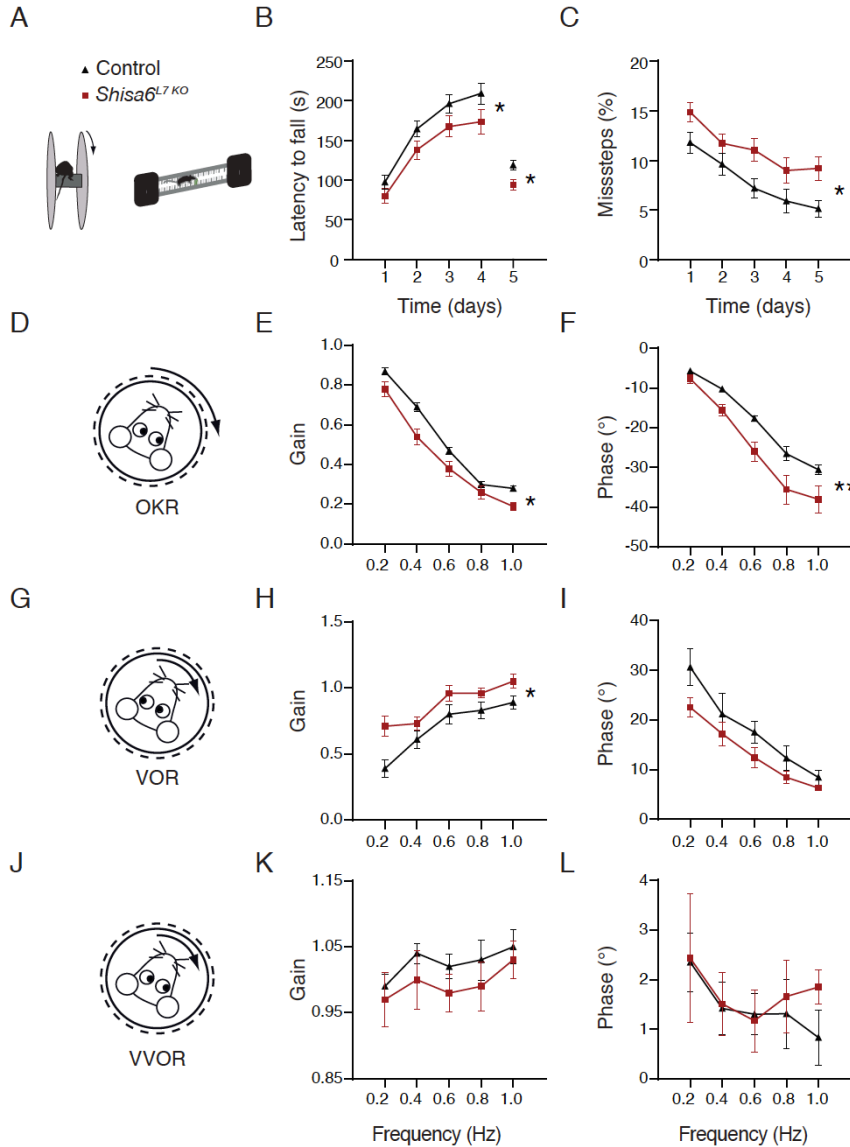 A
▲ Control
■ Shisa6L7 KO
B
Latency to fall (s)
250
200
150
100
50
0
1 2 3 4 5
Time (days)
*
*
C
Misssteps (%)
20
15
10
5
0
1 2 3 4 5
Time (days)
*
D
OKR
E
Gain
1.0
0.8
0.6
0.4
0.2
0.0
0.2 0.4 0.6 0.8 1.0
*
F
Phase (°)
0
-10
-20
-30
-40
-50
0.2 0.4 0.6 0.8 1.0
**
G
VOR
H
Gain
1.5
1.0
0.5
0.0
0.2 0.4 0.6 0.8 1.0
*
I
Phase (°)
40
30
20
10
0
0.2 0.4 0.6 0.8 1.0
J
VVOR
K
Gain
1.15
1.05
0.95
0.85
0.2 0.4 0.6 0.8 1.0
Frequency (Hz)
L
Phase (°)
4
3
2
1
0
0.2 0.4 0.6 0.8 1.0
Frequency (Hz)